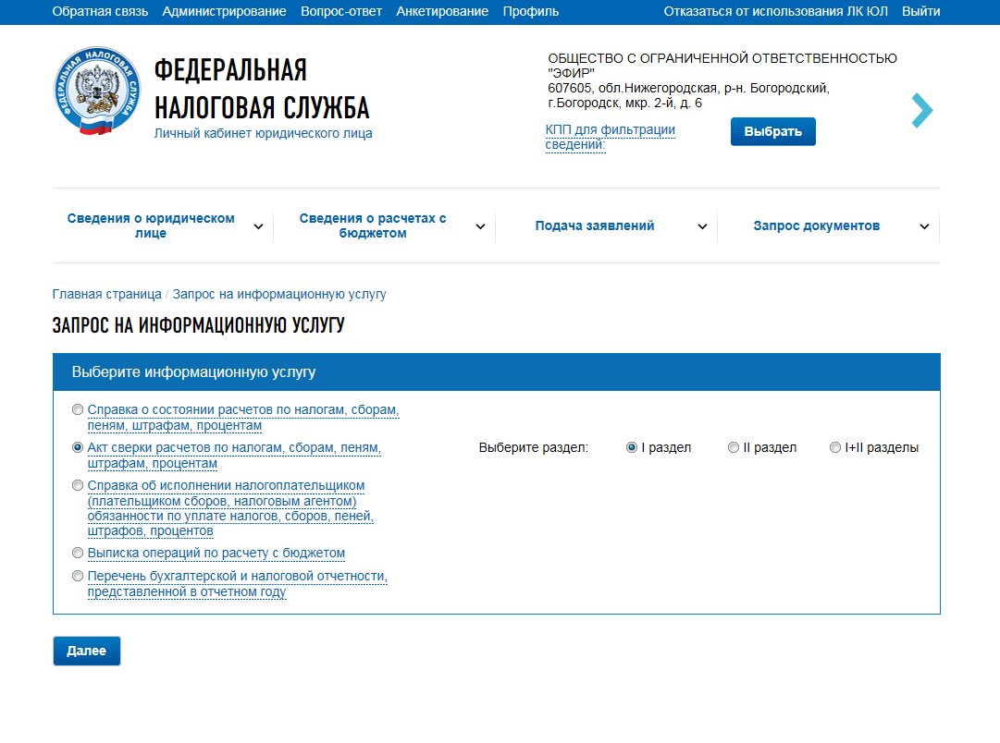 Обратная связь Администрирование Вопрос-ответ Анкетирование Профиль Отказаться от использования ЛК ЮЛ Выйти
ФЕДЕРАЛЬНАЯ НАЛОГОВАЯ СЛУЖБА
ФЕДЕРАЛЬНАЯ
НАЛОГОВАЯ СЛУЖБА
Личный кабинет юридического лица
ОБЩЕСТВО С ОГРАНИЧЕННОЙ ОТВЕТСТВЕННОСТЬЮ
"ЭФИР"
607605, обл.Нижегородская, р-н. Богородский,
г.Богородск, мкр. 2-й, д. 6
КПП для фильтрации
сведений:
Выбрать
Сведения о юридическом
лице
Сведения о расчетах с
бюджетом
Подача заявлений
Запрос документов
Главная страница / Запрос на информационную услугу
ЗАПРОС НА ИНФОРМАЦИОННУЮ УСЛУГУ
Выберите информационную услугу
Справка о состоянии расчетов по налогам, сборам,
пеням, штрафам, процентам
Акт сверки расчетов по налогам, сборам, пеням,
штрафам, процентам
Выберите раздел: I раздел II раздел I+II разделы
Справка об исполнении налогоплательщиком
(плательщиком сборов, налоговым агентом)
обязанности по уплате налогов, сборов, пеней,
штрафов, процентов
Выписка операций по расчету с бюджетом
Перечень бухгалтерской и налоговой отчетности,
представленной в отчетном году
Далее